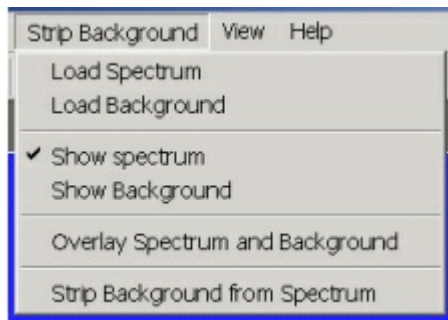 Strip Background View Help
Load Spectrum
Load Background
Show spectrum
Show Background
Overlay Spectrum and Background
Strip Background from Spectrum